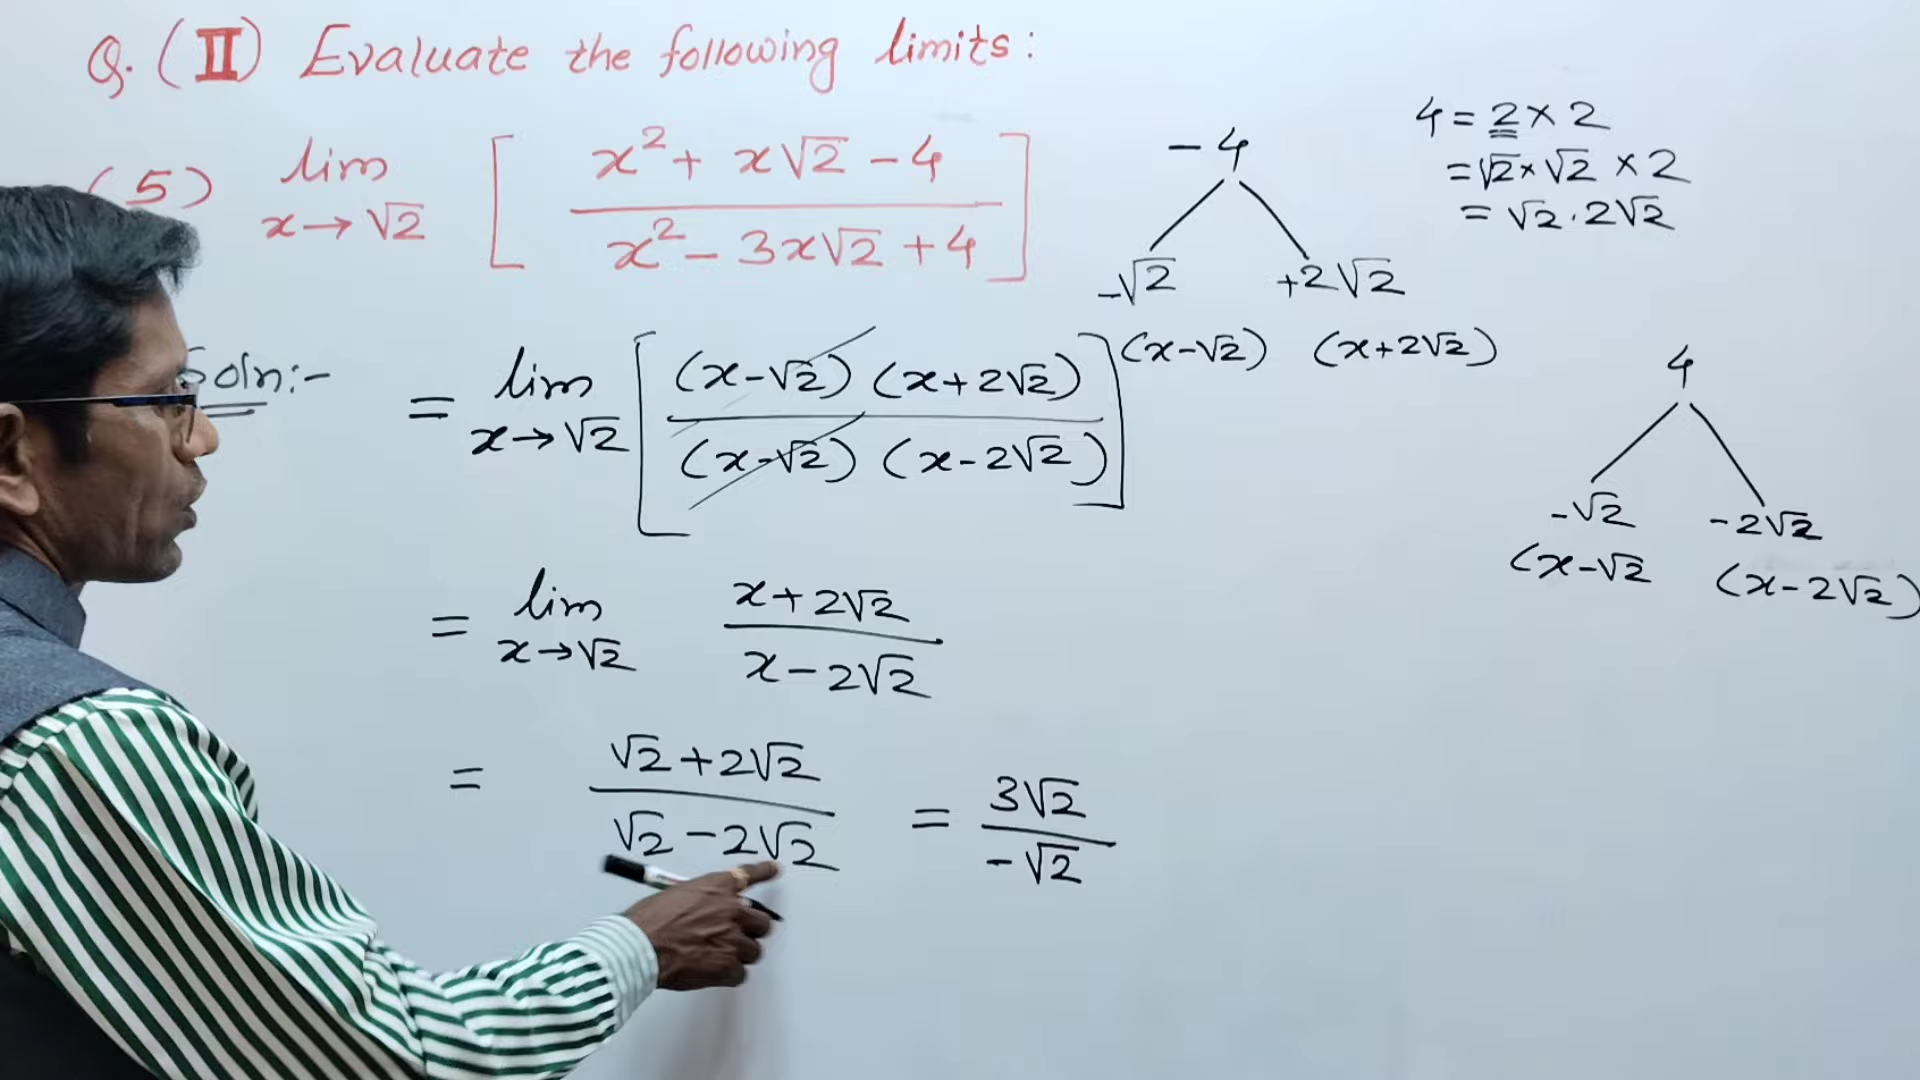 Q. (II) Evaluate the following limits:
(5) lim x→√2 [ (x² + x√2 − 4) / (x² − 3x√2 + 4) ]
Soln:-
= lim x→√2 [ (x−√2) (x+2√2) / (x−√2) (x−2√2) ]
= lim x→√2 (x+2√2) / (x−2√2)
= (√2+2√2) / (√2−2√2) = 3√2 / −√2
−4
−√2 +2√2
(x−√2) (x+2√2)
4 = 2×2
= √2×√2×2
= √2.2√2
4
−√2 −2√2
(x−√2 (x−2√2)